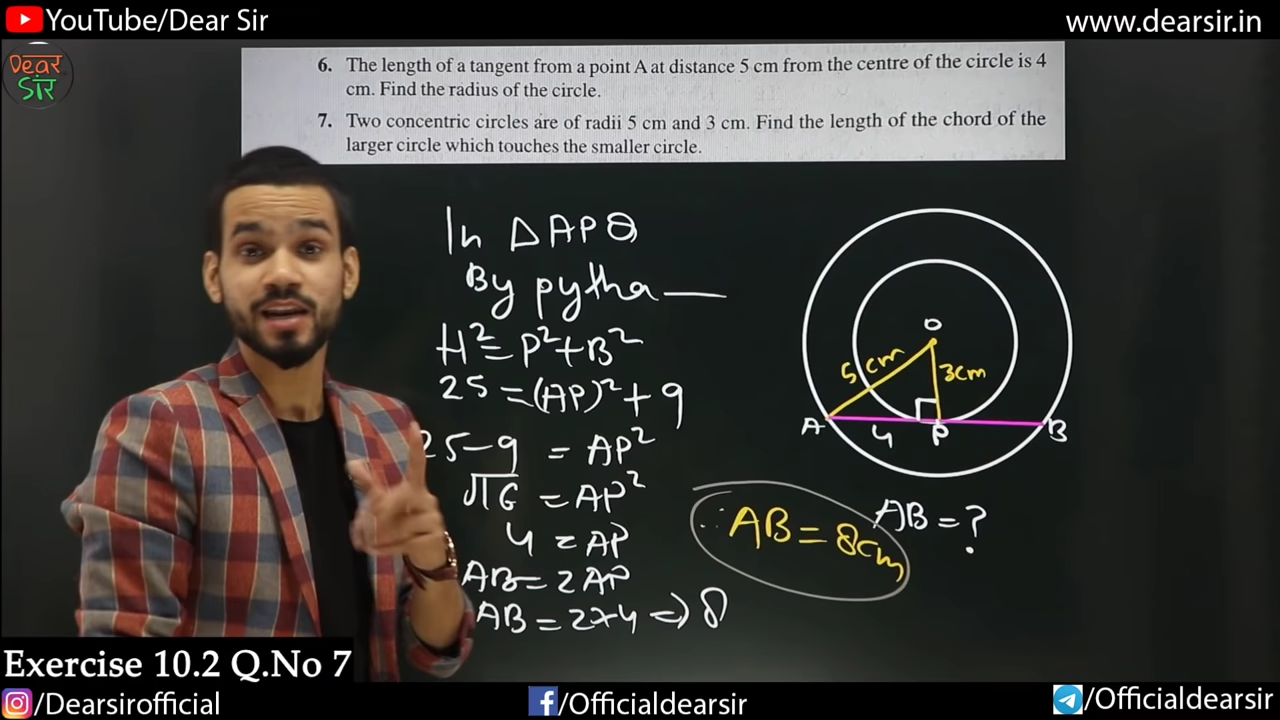 YouTube/Dear Sir
www.dearsir.in
Dear
सर
6. The length of a tangent from a point A at distance 5 cm from the centre of the circle is 4
cm. Find the radius of the circle.
7. Two concentric circles are of radii 5 cm and 3 cm. Find the length of the chord of the
larger circle which touches the smaller circle.
In △APO
By pytha—
H²=P²+B²
25=(AP)²+9
25-9=AP²
√16=AP²
4=AP
AB=2AP
AB=2×4⇒8
O
5cm
3cm
A
4
P
B
AB=?
∴ AB=8cm
Exercise 10.2 Q.No 7
/Dearsirofficial
/Officialdearsir
/Officialdearsir